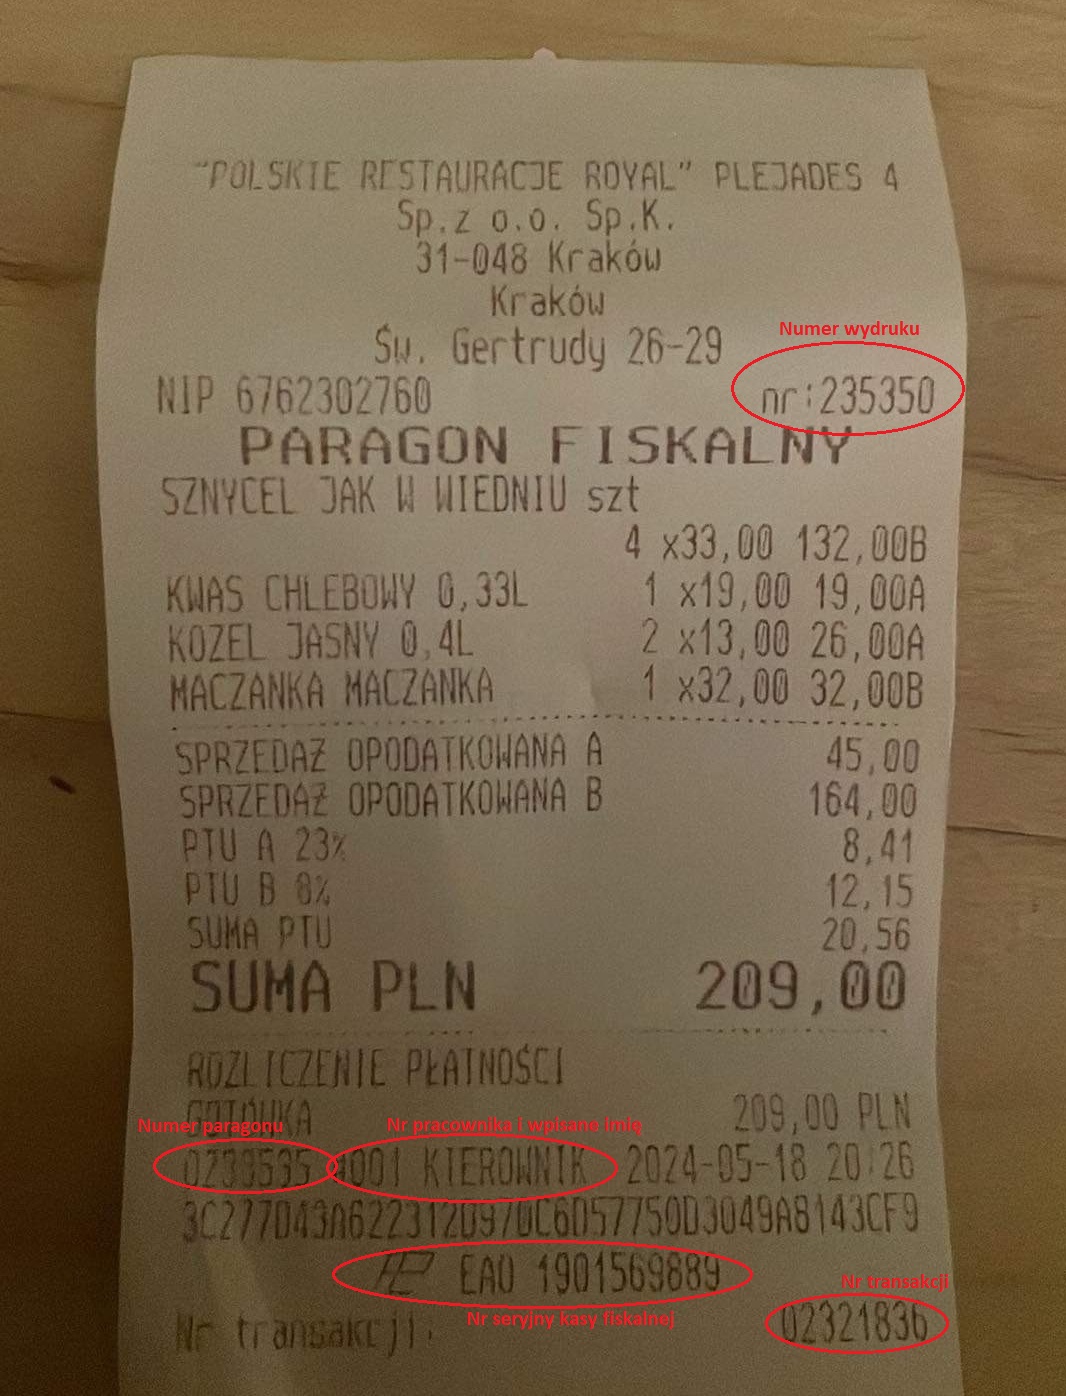 "POLSKIE RESTAURACJE ROYAL" PLEJADES 4
Sp.z o.o. Sp.K.
31-048 Kraków
Kraków
Św. Gertrudy 26-29
Numer wydruku
NIP 6762302760 nr:235350
PARAGON FISKALNY
SZNYCEL JAK W WIEDNIU szt
4 x33,00 132,00B
KWAS CHLEBOWY 0,33L 1 x19,00 19,00A
KOZEL JASNY 0,4L 2 x13,00 26,00A
MACZANKA MACZANKA 1 x32,00 32,00B
SPRZEDAŻ OPODATKOWANA A 45,00
SPRZEDAŻ OPODATKOWANA B 164,00
PTU A 23% 8,41
PTU B 8% 12,15
SUMA PTU 20,56
SUMA PLN 209,00
ROZLICZENIE PŁATNOŚCI
GOTÓWKA 209,00 PLN
Numer paragonu Nr pracownika i wpisane imię
0233535 #001 KIEROWNIK 2024-05-18 20:26
3C277D43A6223120970C6D57750D3049A8143CF9
EAO 1901569889
Nr transakcji
Nr seryjny kasy fiskalnej
Nr transakcji: 02321836